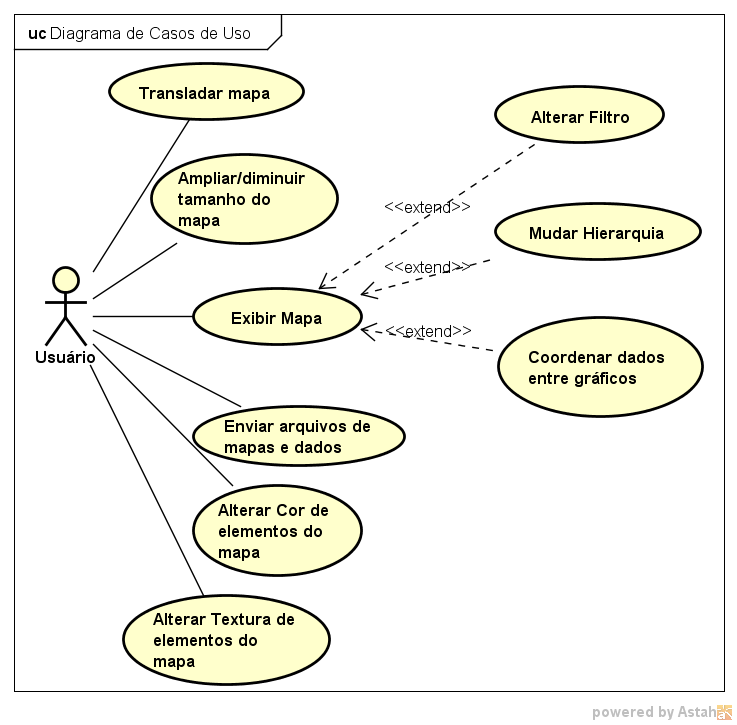 uc Diagrama de Casos de Uso
Transladar mapa
Ampliar/diminuir
tamanho do
mapa
Exibir Mapa
Usuário
Enviar arquivos de
mapas e dados
Alterar Cor de
elementos do
mapa
Alterar Textura de
elementos do
mapa
Alterar Filtro
<<extend>>
Mudar Hierarquia
<<extend>>
Coordenar dados
entre gráficos
<<extend>>
powered by Astah